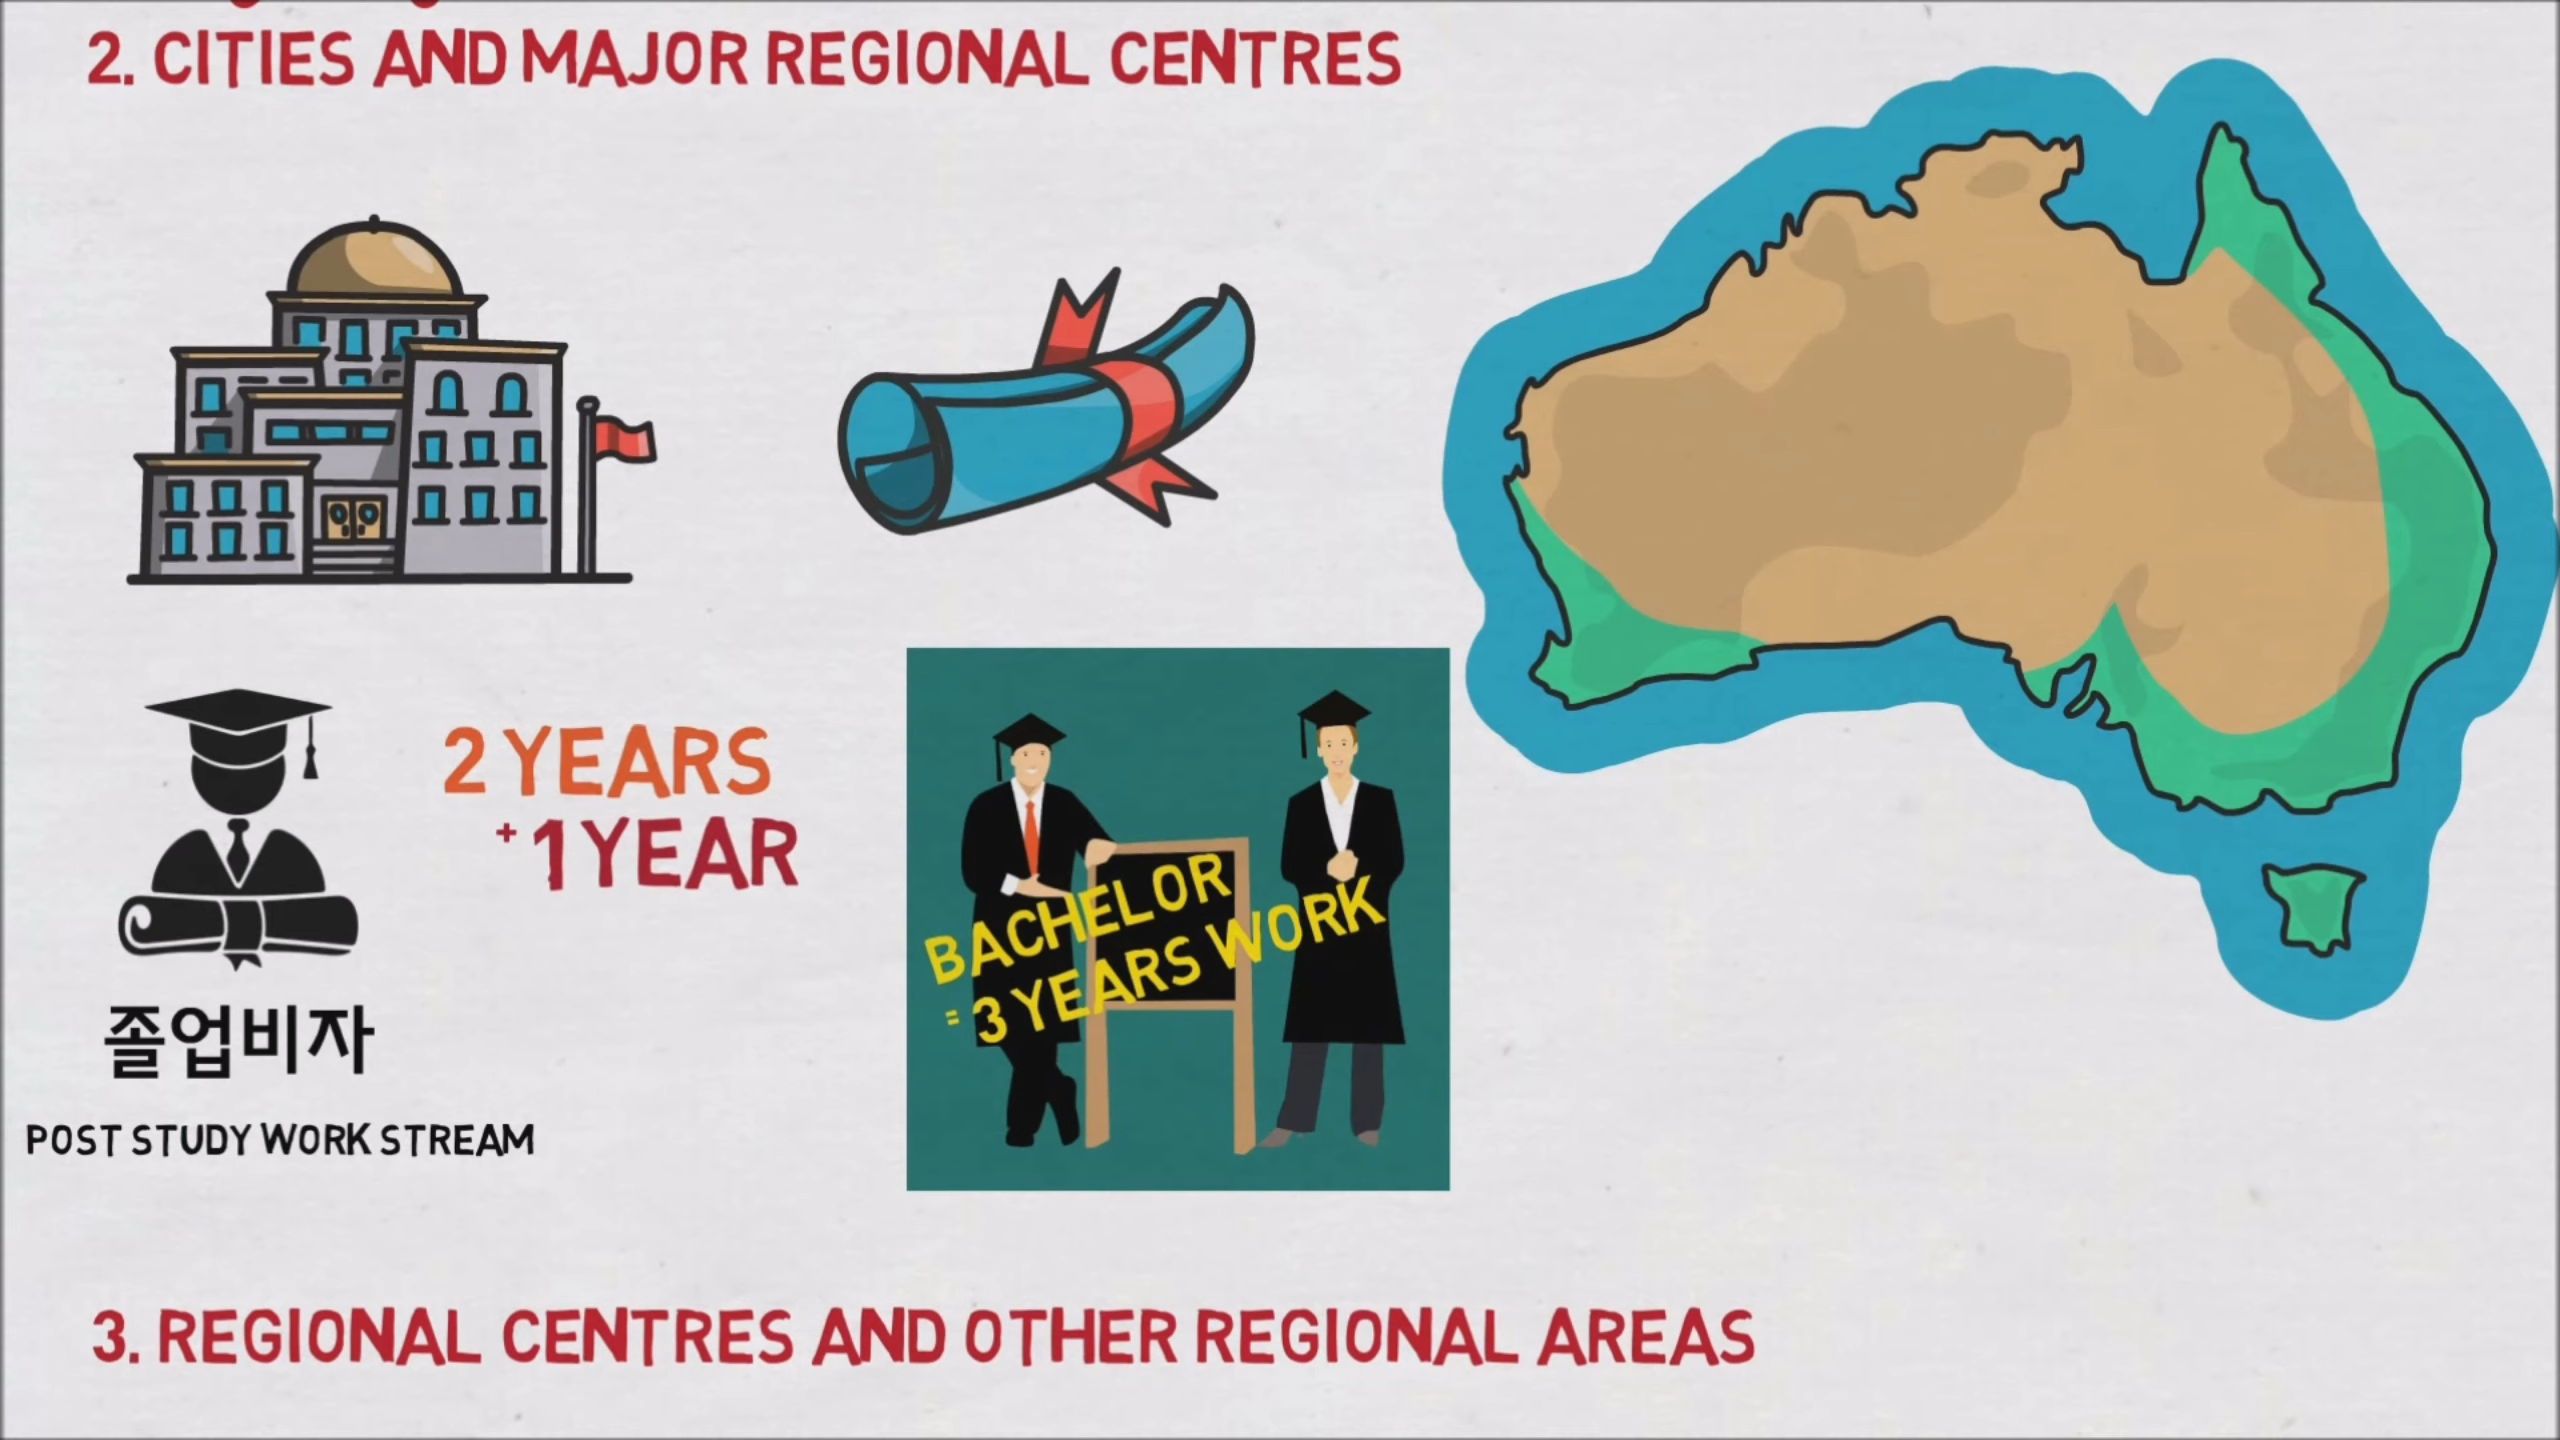 2. CITIES AND MAJOR REGIONAL CENTRES
2 YEARS
+ 1 YEAR
BACHELOR
= 3 YEARS WORK
졸업비자
POST STUDY WORK STREAM
3. REGIONAL CENTRES AND OTHER REGIONAL AREAS